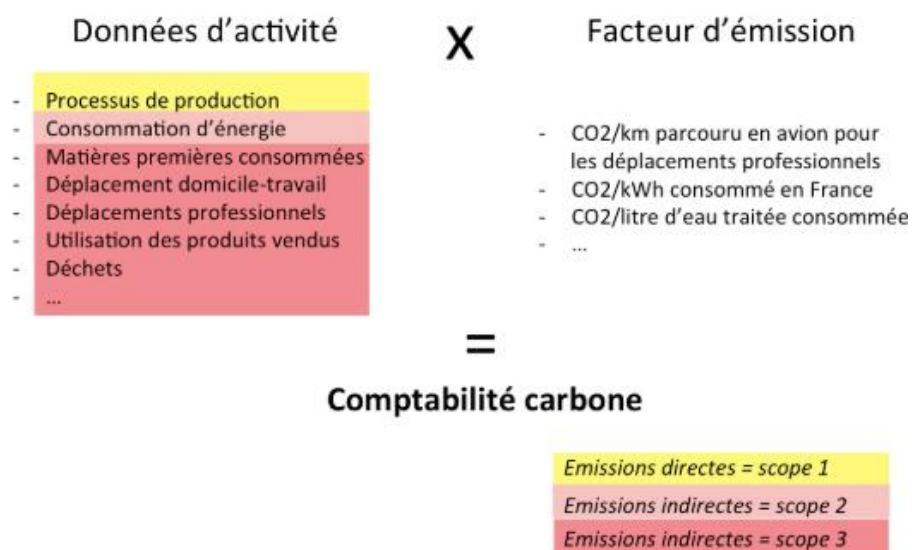 Données d'activité
X
Facteur d'émission
- Processus de production
- Consommation d'énergie
- Matières premières consommées
- Déplacement domicile-travail
- Déplacements professionnels
- Utilisation des produits vendus
- Déchets
- ...
- CO2/km parcouru en avion pour
les déplacements professionnels
- CO2/kWh consommé en France
- CO2/litre d'eau traitée consommée
- ...
=
Comptabilité carbone
Emissions directes = scope 1
Emissions indirectes = scope 2
Emissions indirectes = scope 3